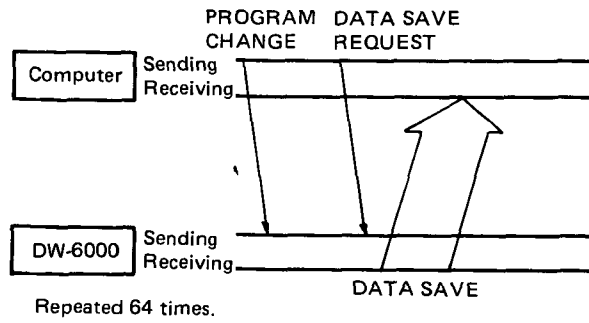 PROGRAM CHANGE
DATA SAVE REQUEST
Computer
Sending
Receiving
DW-6000
Sending
Receiving
DATA SAVE
Repeated 64 times.